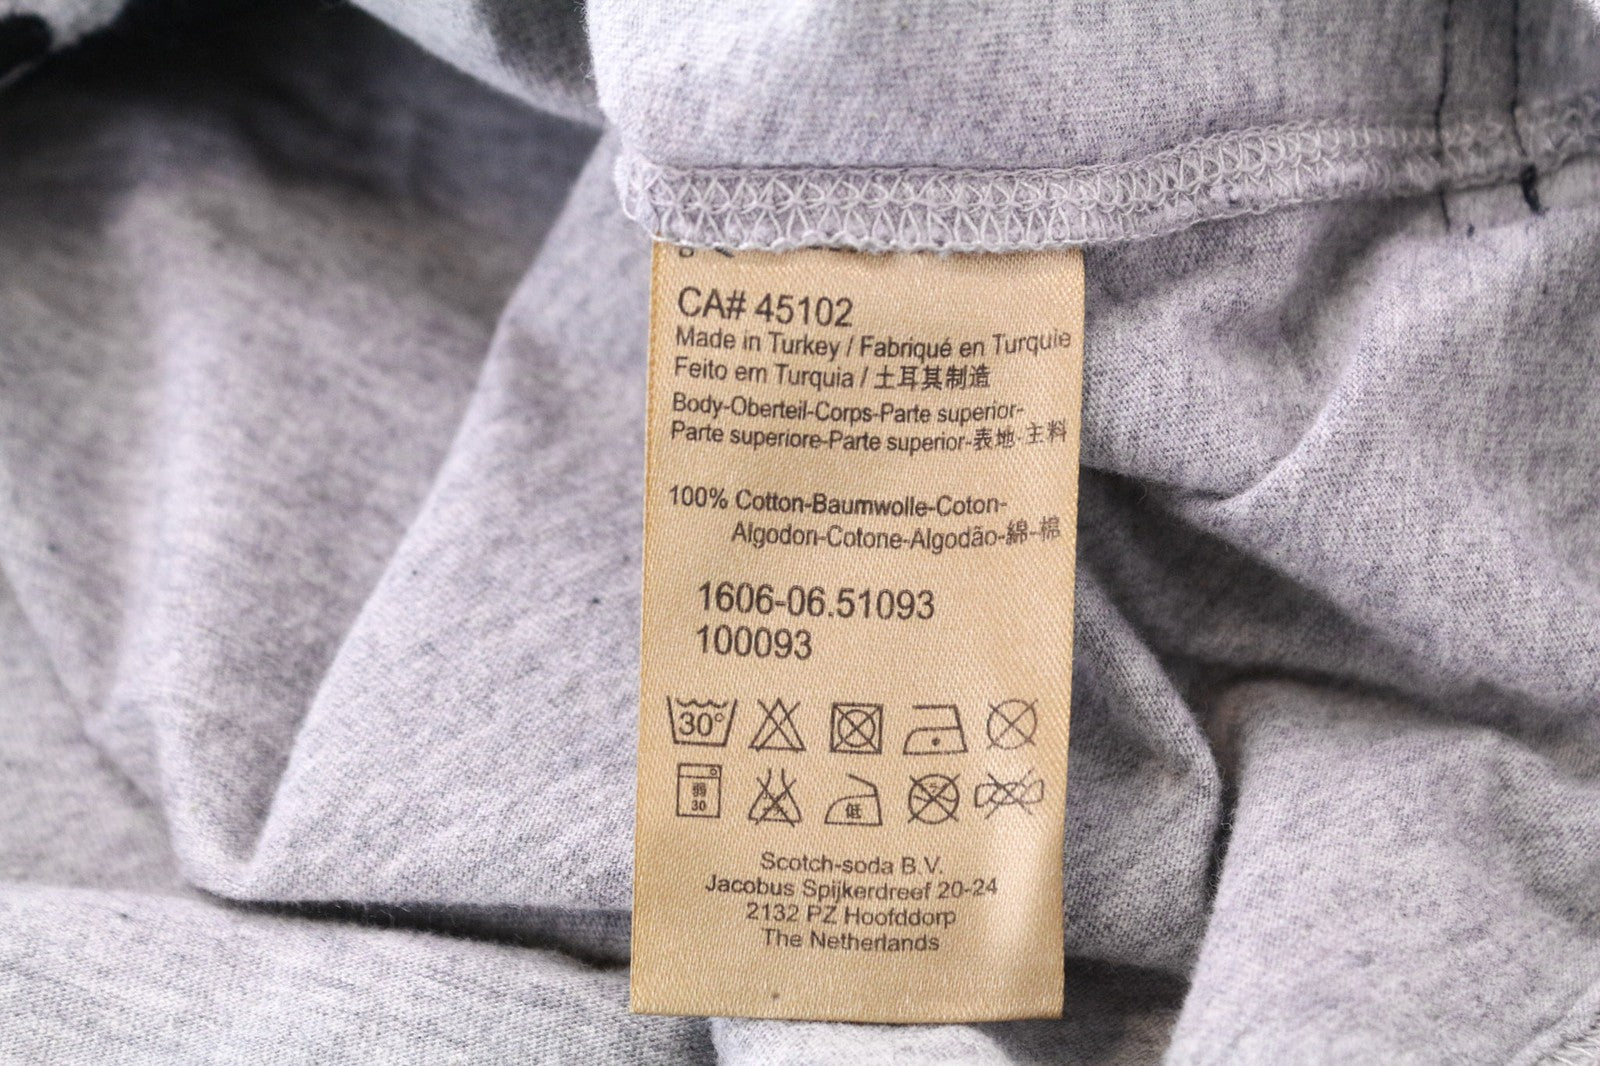 CA# 45102
Made in Turkey / Fabriqué en Turquie
Feito em Turquia / 土耳其制造
Body-Oberteil-Corps-Parte superior-
Parte superiore-Parte superior-表地-主料
100% Cotton-Baumwolle-Coton-
Algodon-Cotone-Algodão-綿-棉
1606-06.51093
100093
30°
弱
30
低
Scotch-soda B.V.
Jacobus Spijkerdreef 20-24
2132 PZ Hoofddorp
The Netherlands